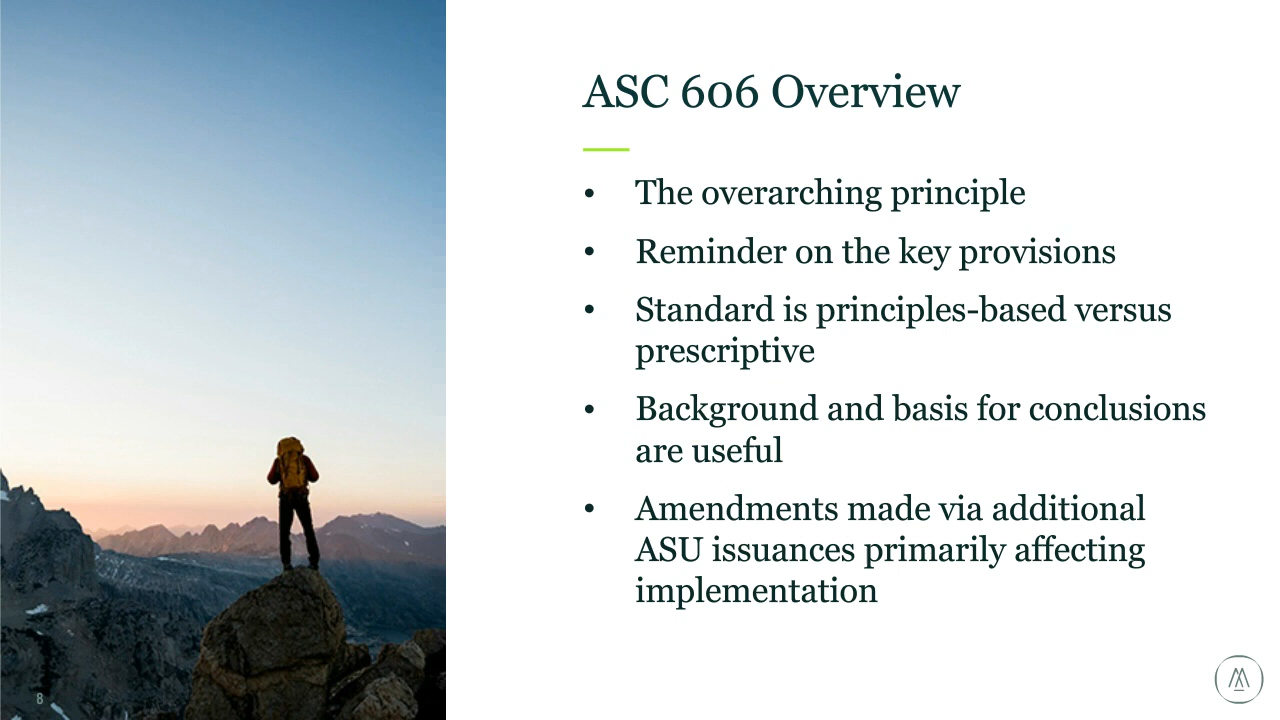 ASC 606 Overview
• The overarching principle
• Reminder on the key provisions
• Standard is principles-based versus
prescriptive
• Background and basis for conclusions
are useful
• Amendments made via additional
ASU issuances primarily affecting
implementation
8